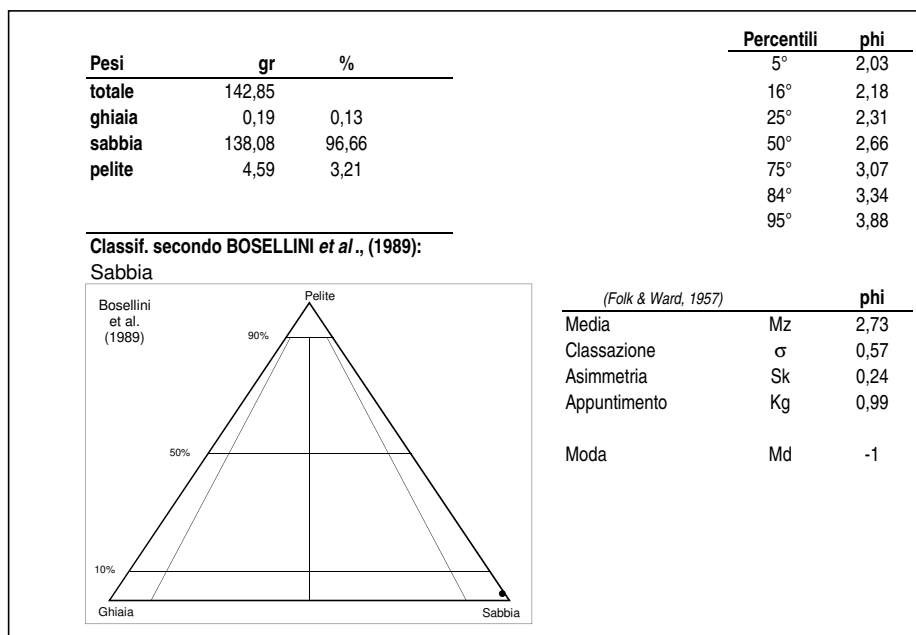 Pesi gr %
totale 142,85
ghiaia 0,19 0,13
sabbia 138,08 96,66
pelite 4,59 3,21
Percentili phi
5° 2,03
16° 2,18
25° 2,31
50° 2,66
75° 3,07
84° 3,34
95° 3,88
Classif. secondo BOSELLINI et al., (1989):
Sabbia
Bosellini
et al.
(1989)
Pelite
90%
50%
10%
Ghiaia Sabbia
(Folk & Ward, 1957) phi
Media Mz 2,73
Classazione σ 0,57
Asimmetria Sk 0,24
Appuntimento Kg 0,99
Moda Md -1